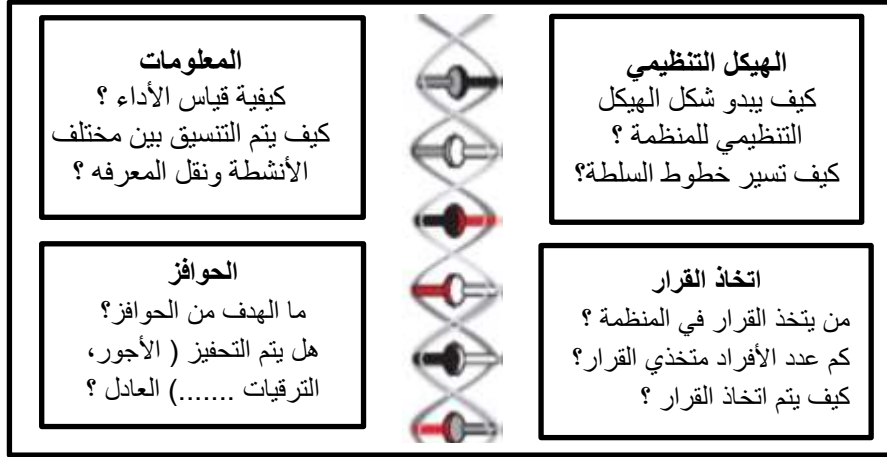 الهيكل التنظيمي
كيف يبدو شكل الهيكل
التنظيمي للمنظمة ؟
كيف تسير خطوط السلطة؟
المعلومات
كيفية قياس الأداء ؟
كيف يتم التنسيق بين مختلف
الأنشطة ونقل المعرفه ؟
اتخاذ القرار
من يتخذ القرار في المنظمة ؟
كم عدد الأفراد متخذي القرار؟
كيف يتم اتخاذ القرار ؟
الحوافز
ما الهدف من الحوافز؟
هل يتم التحفيز ( الأجور،
الترقيات .......) العادل ؟